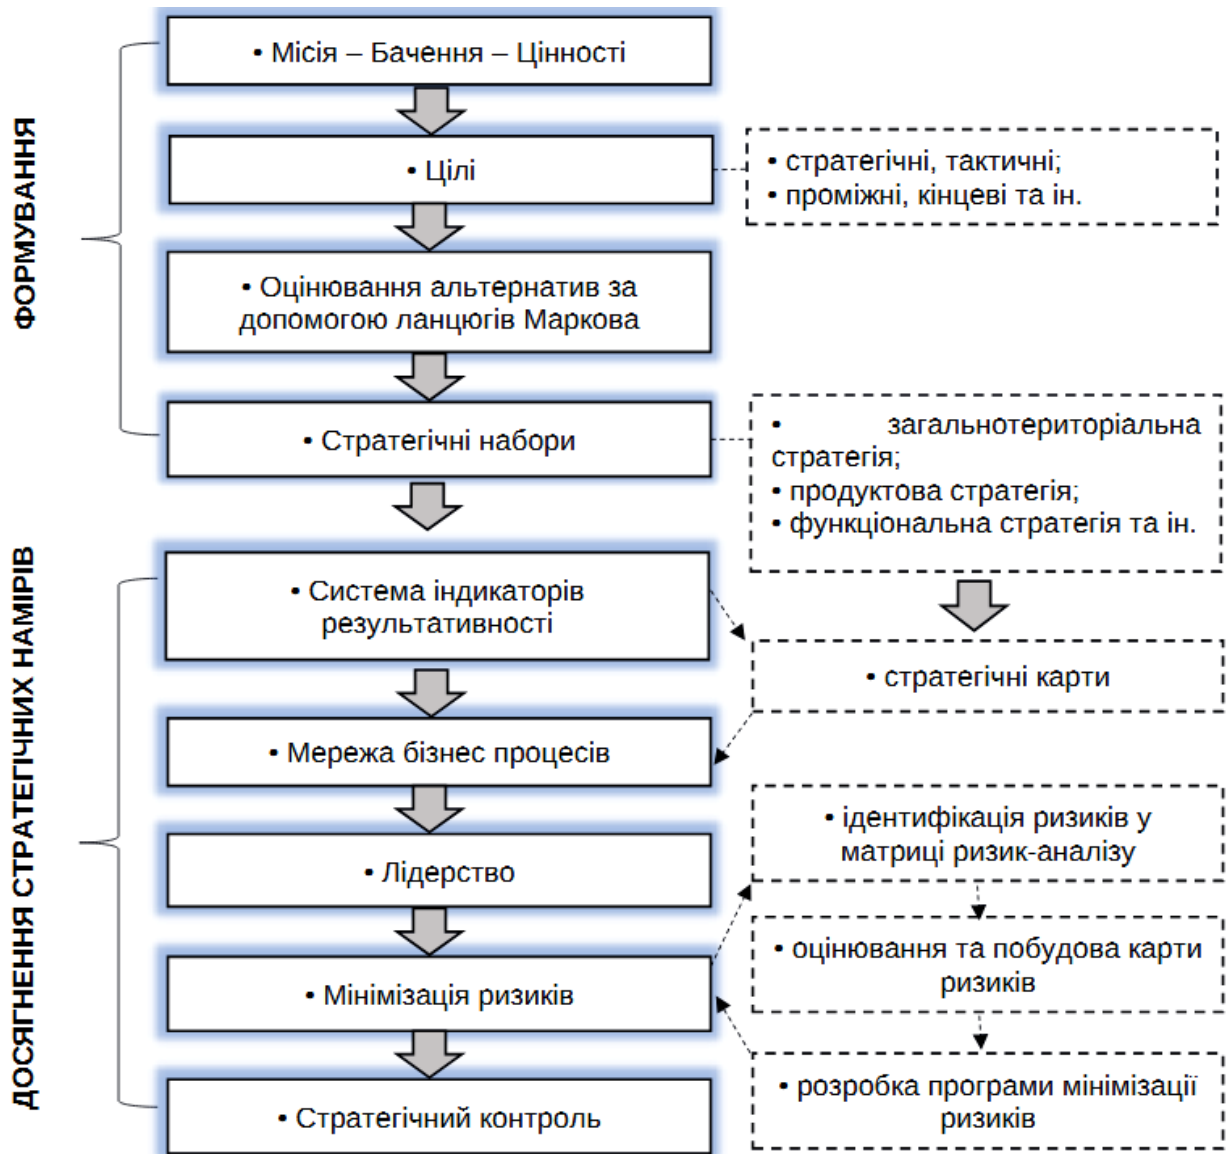 ФОРМУВАННЯ
• Місія – Бачення – Цінності
• Цілі
• стратегічні, тактичні;
• проміжні, кінцеві та ін.
• Оцінювання альтернатив за
допомогою ланцюгів Маркова
• Стратегічні набори
• загальнотериторіальна
стратегія;
• продуктова стратегія;
• функціональна стратегія та ін.
ДОСЯГНЕННЯ СТРАТЕГІЧНИХ НАМІРІВ
• Система індикаторів
результативності
• стратегічні карти
• Мережа бізнес процесів
• Лідерство
• ідентифікація ризиків у
матриці ризик-аналізу
• Мінімізація ризиків
• оцінювання та побудова карти
ризиків
• розробка програми мінімізації
ризиків
• Стратегічний контроль